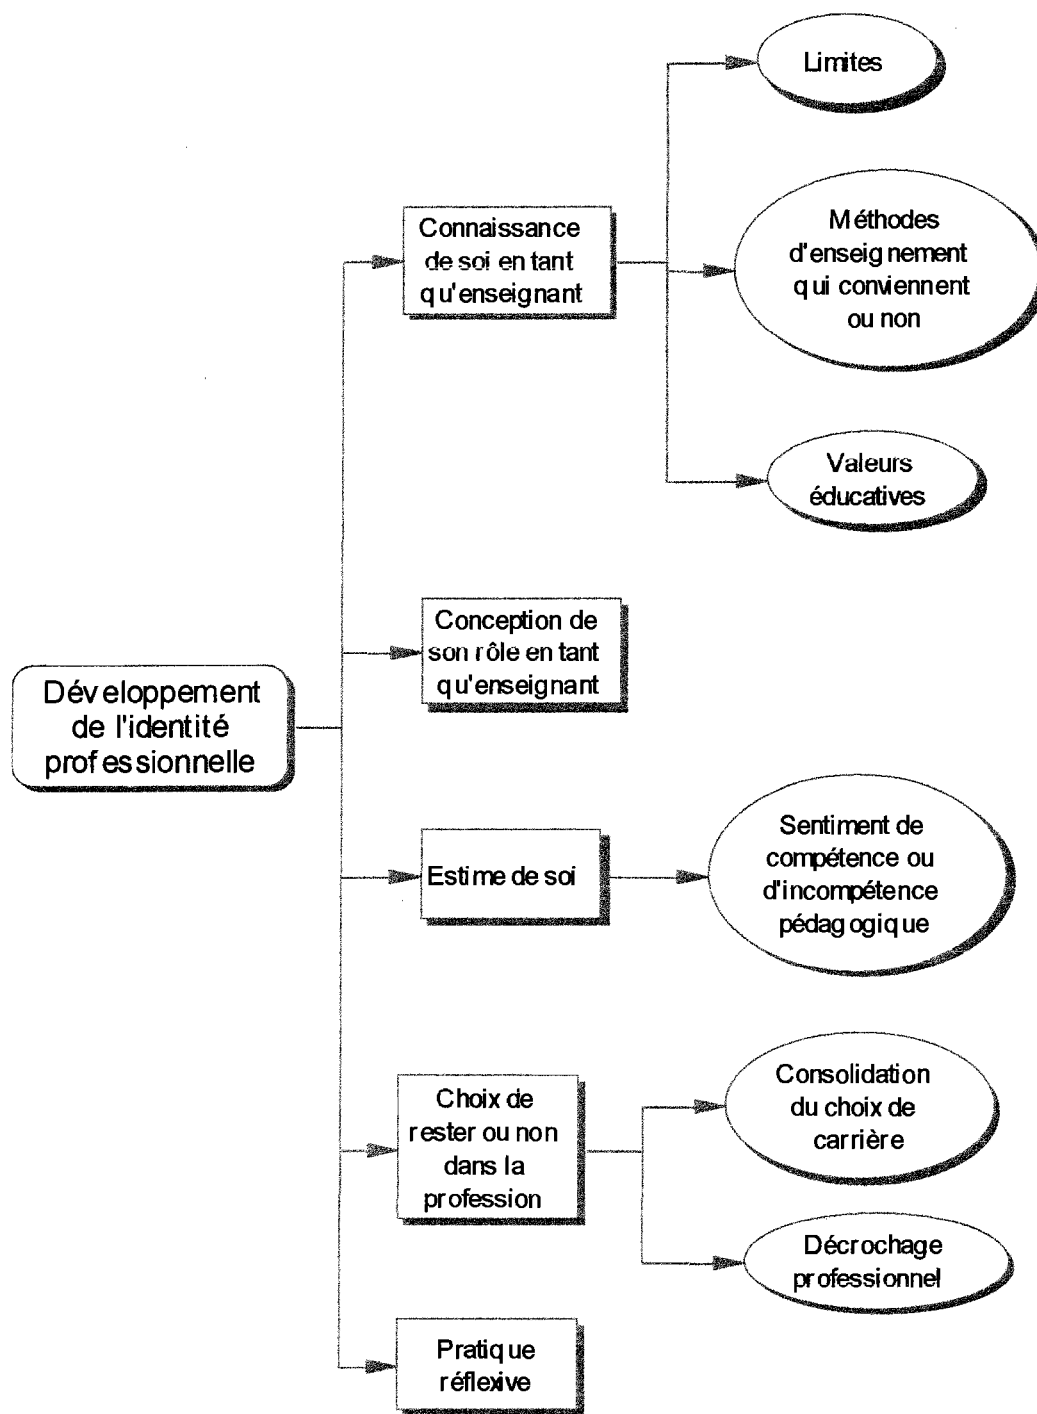 Limites
Méthodes
d'enseignement
qui conviennent
ou non
Connaissance
de soi en tant
qu'enseignant
Valeurs
éducatives
Conception de
son rôle en tant
qu'enseignant
Développement
de l'identité
professionnelle
Estime de soi
Sentiment de
compétence ou
d'incompétence
pédagogique
Choix de
rester ou non
dans la
profession
Consolidation
du choix de
carrière
Décrochage
professionnel
Pratique
réflexive